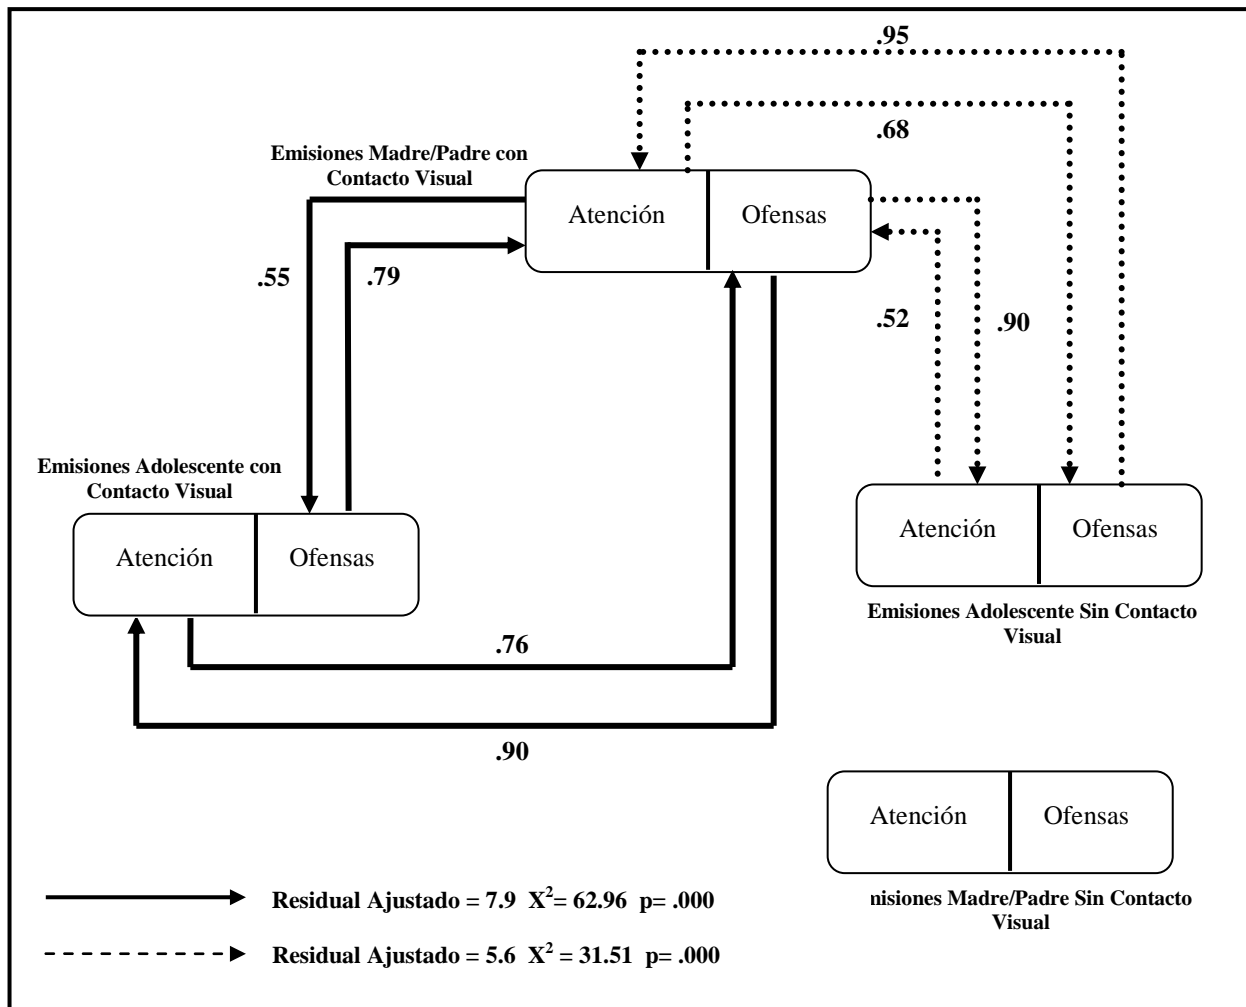 .95
.68
Emisiones Madre/Padre con
Contacto Visual
Atención
Ofensas
.55
.79
.52
.90
Emisiones Adolescente con
Contacto Visual
Atención
Ofensas
Atención
Ofensas
Emisiones Adolescente Sin Contacto
Visual
.76
.90
Atención
Ofensas
misiones Madre/Padre Sin Contacto
Visual
Residual Ajustado = 7.9 X²= 62.96 p= .000
Residual Ajustado = 5.6 X² = 31.51 p= .000